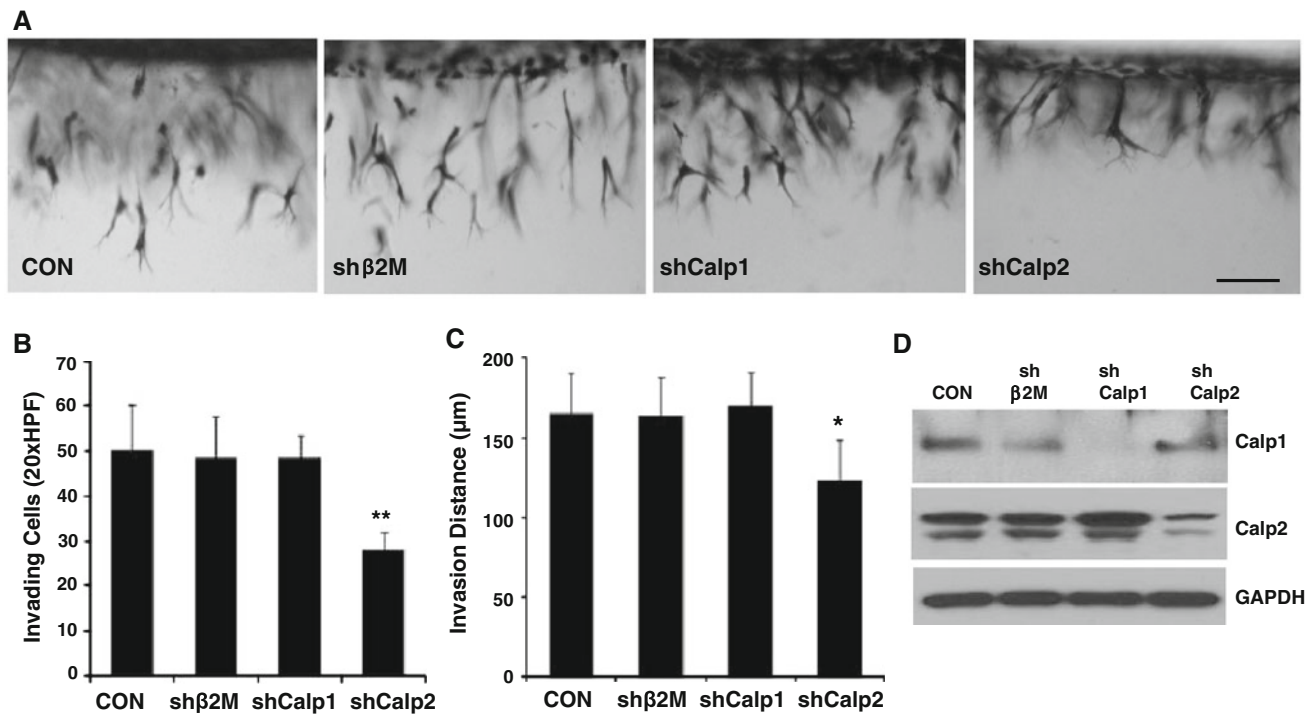 A
CON
shβ2M
shCalp1
shCalp2
B
Invading Cells (20xHPF)
70
60
50
40
30
20
10
0
**
CON shβ2M shCalp1 shCalp2
C
Invasion Distance (µm)
200
150
100
50
0
*
CON shβ2M shCalp1 shCalp2
D
CON
sh
β2M
sh
Calp1
sh
Calp2
Calp1
Calp2
GAPDH